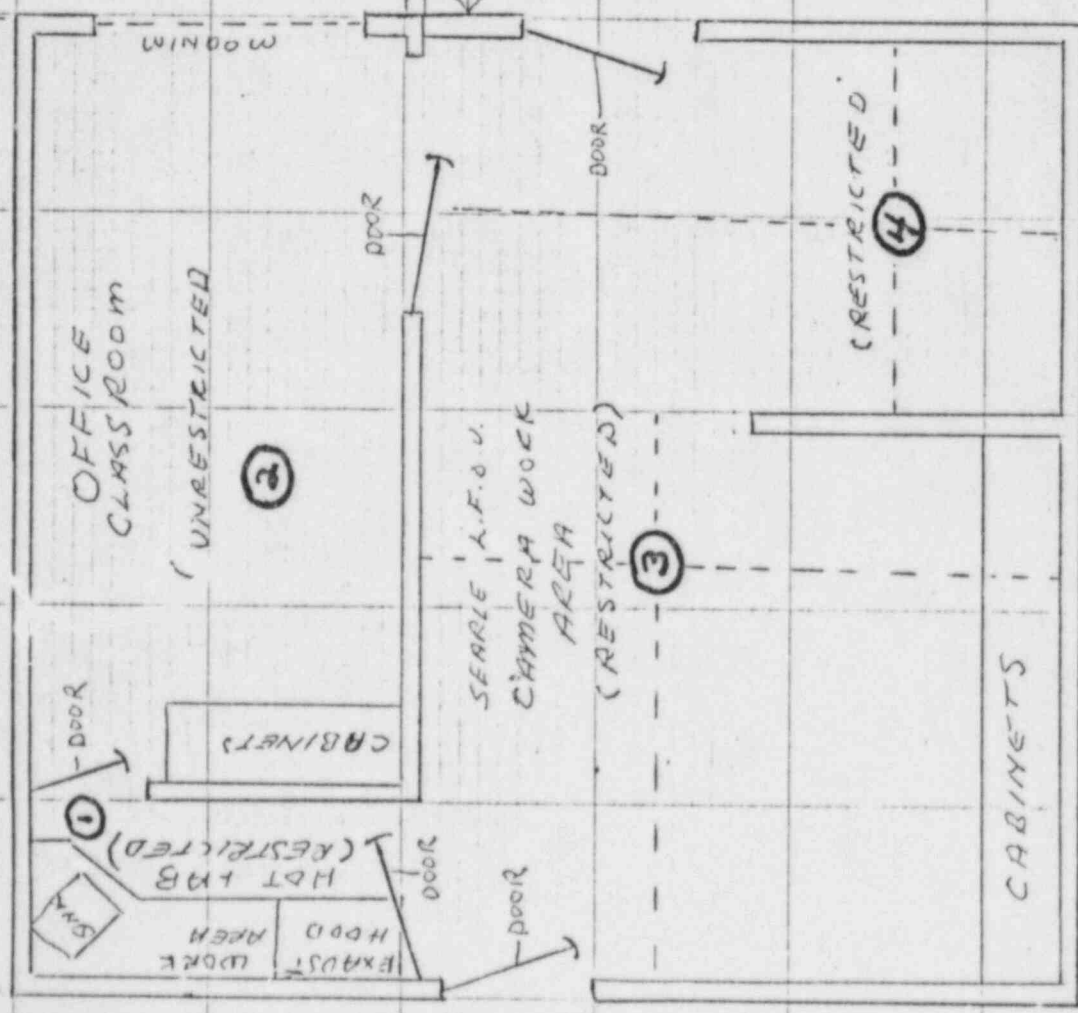 WINDOW
OFFICE
CLASSROOM
(UNRESTRICTED
2
DOOR
DOOR
(RESTRICTED)
4
SEARLE L.F.O.V.
CAMERA WORK
AREA
(RESTRICTED)
3
DOOR
1
CABINETS
HOT LAB
(RESTRICTED)
WORK
AREA
EXHAUST
HOOD
DOOR
DOOR
CABINETS